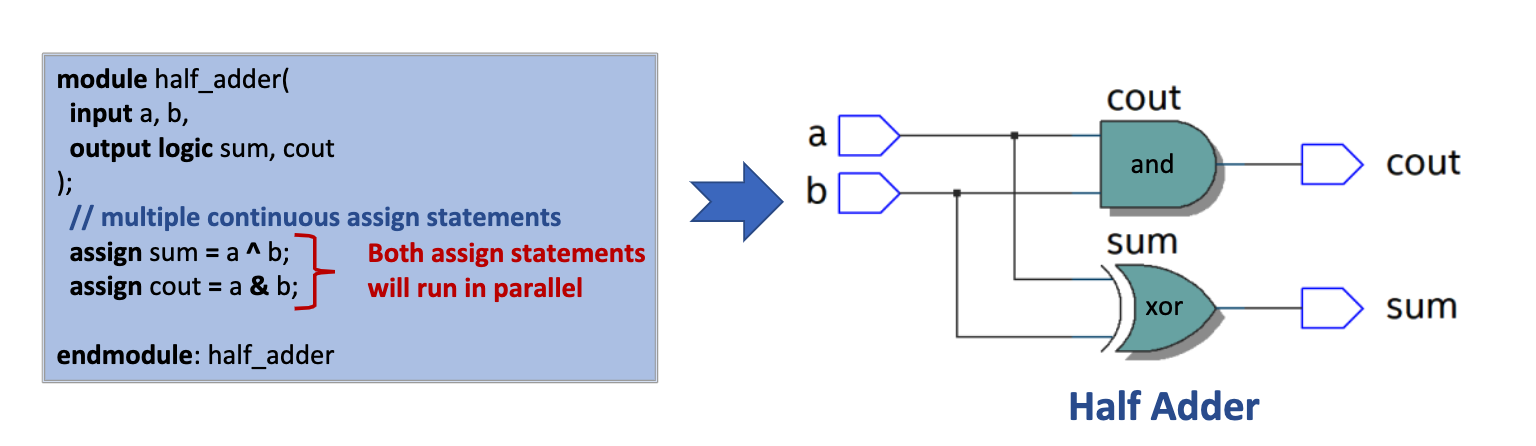 module half_adder(
input a, b,
output logic sum, cout
);
// multiple continuous assign statements
assign sum = a ^ b;
assign cout = a & b;
Both assign statements
will run in parallel
endmodule: half_adder
cout
a
and
cout
b
sum
xor
sum
Half Adder